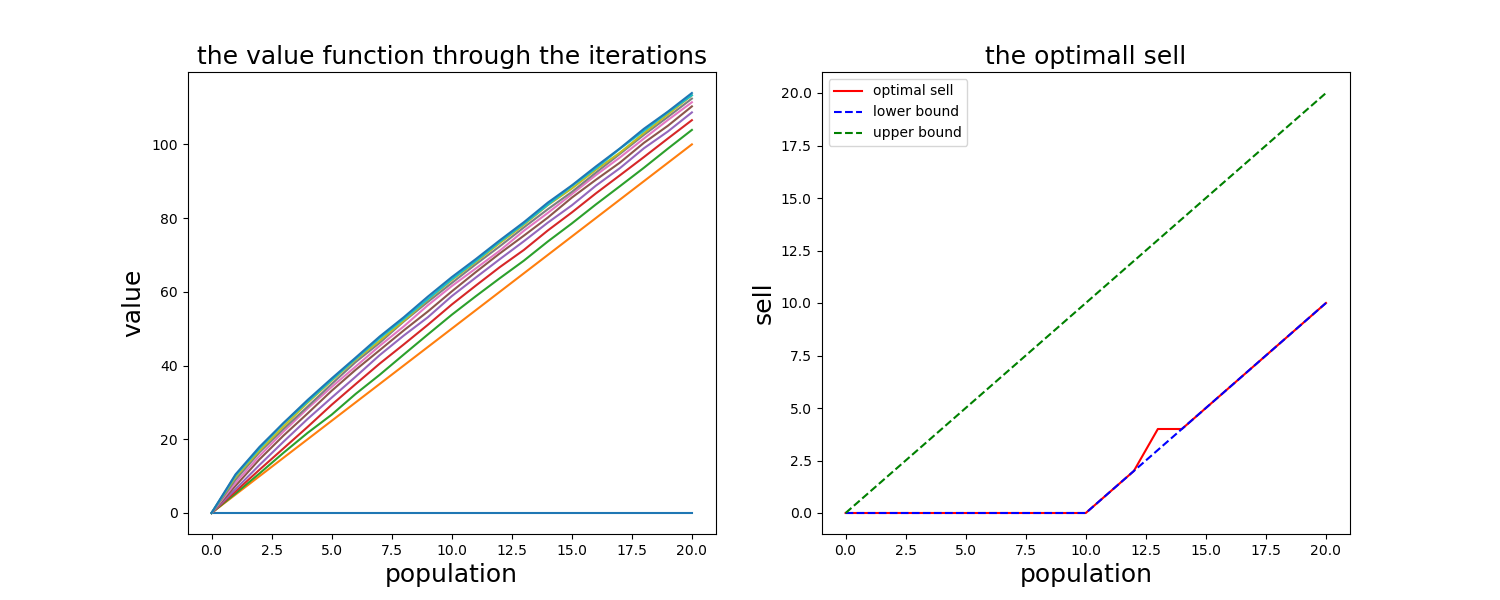 the value function through the iterations
value
100
80
60
40
20
0
0.0 2.5 5.0 7.5 10.0 12.5 15.0 17.5 20.0
population
the optimall sell
optimal sell
lower bound
upper bound
sell
20.0
17.5
15.0
12.5
10.0
7.5
5.0
2.5
0.0
0.0 2.5 5.0 7.5 10.0 12.5 15.0 17.5 20.0
population